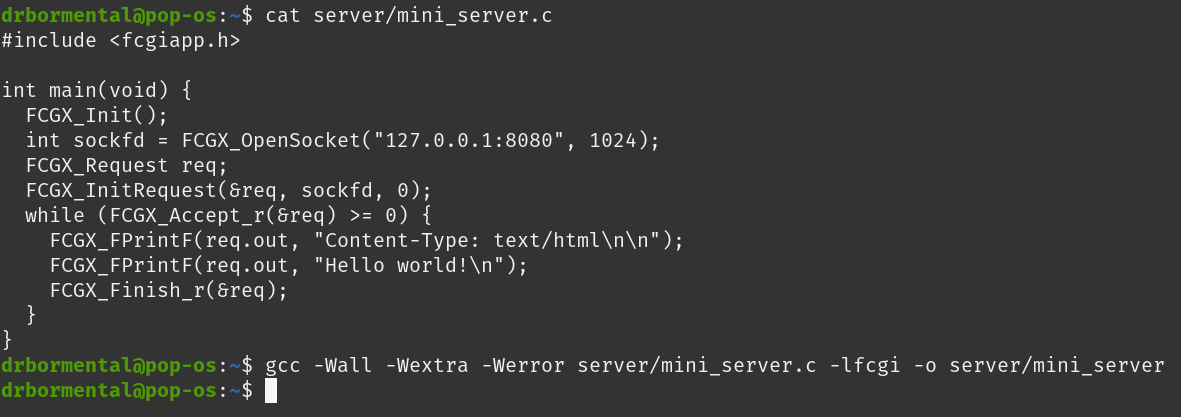 drbormental@pop-os:~$ cat server/mini_server.c
#include <fcgiapp.h>

int main(void) {
  FCGX_Init();
  int sockfd = FCGX_OpenSocket("127.0.0.1:8080", 1024);
  FCGX_Request req;
  FCGX_InitRequest(&req, sockfd, 0);
  while (FCGX_Accept_r(&req) >= 0) {
    FCGX_FPrintF(req.out, "Content-Type: text/html\n\n");
    FCGX_FPrintF(req.out, "Hello world!\n");
    FCGX_Finish_r(&req);
  }
}
drbormental@pop-os:~$ gcc -Wall -Wextra -Werror server/mini_server.c -lfcgi -o server/mini_server
drbormental@pop-os:~$